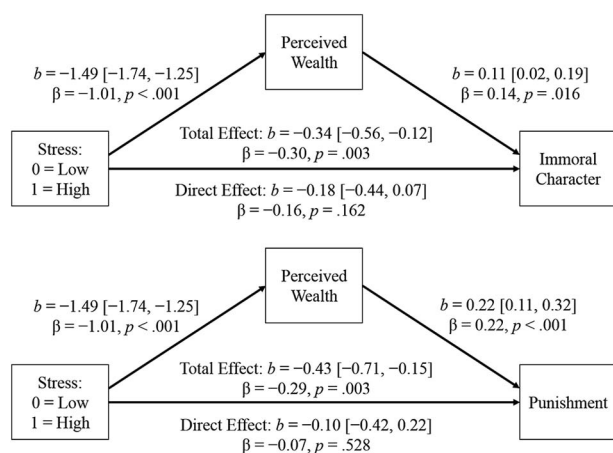 Perceived
Wealth
b = −1.49 [−1.74, −1.25]
β = −1.01, p < .001
b = 0.11 [0.02, 0.19]
β = 0.14, p = .016
Stress:
0 = Low
1 = High
Total Effect: b = −0.34 [−0.56, −0.12]
β = −0.30, p = .003
Direct Effect: b = −0.18 [−0.44, 0.07]
β = −0.16, p = .162
Immoral
Character
Perceived
Wealth
b = −1.49 [−1.74, −1.25]
β = −1.01, p < .001
b = 0.22 [0.11, 0.32]
β = 0.22, p < .001
Stress:
0 = Low
1 = High
Total Effect: b = −0.43 [−0.71, −0.15]
β = −0.29, p = .003
Direct Effect: b = −0.10 [−0.42, 0.22]
β = −0.07, p = .528
Punishment